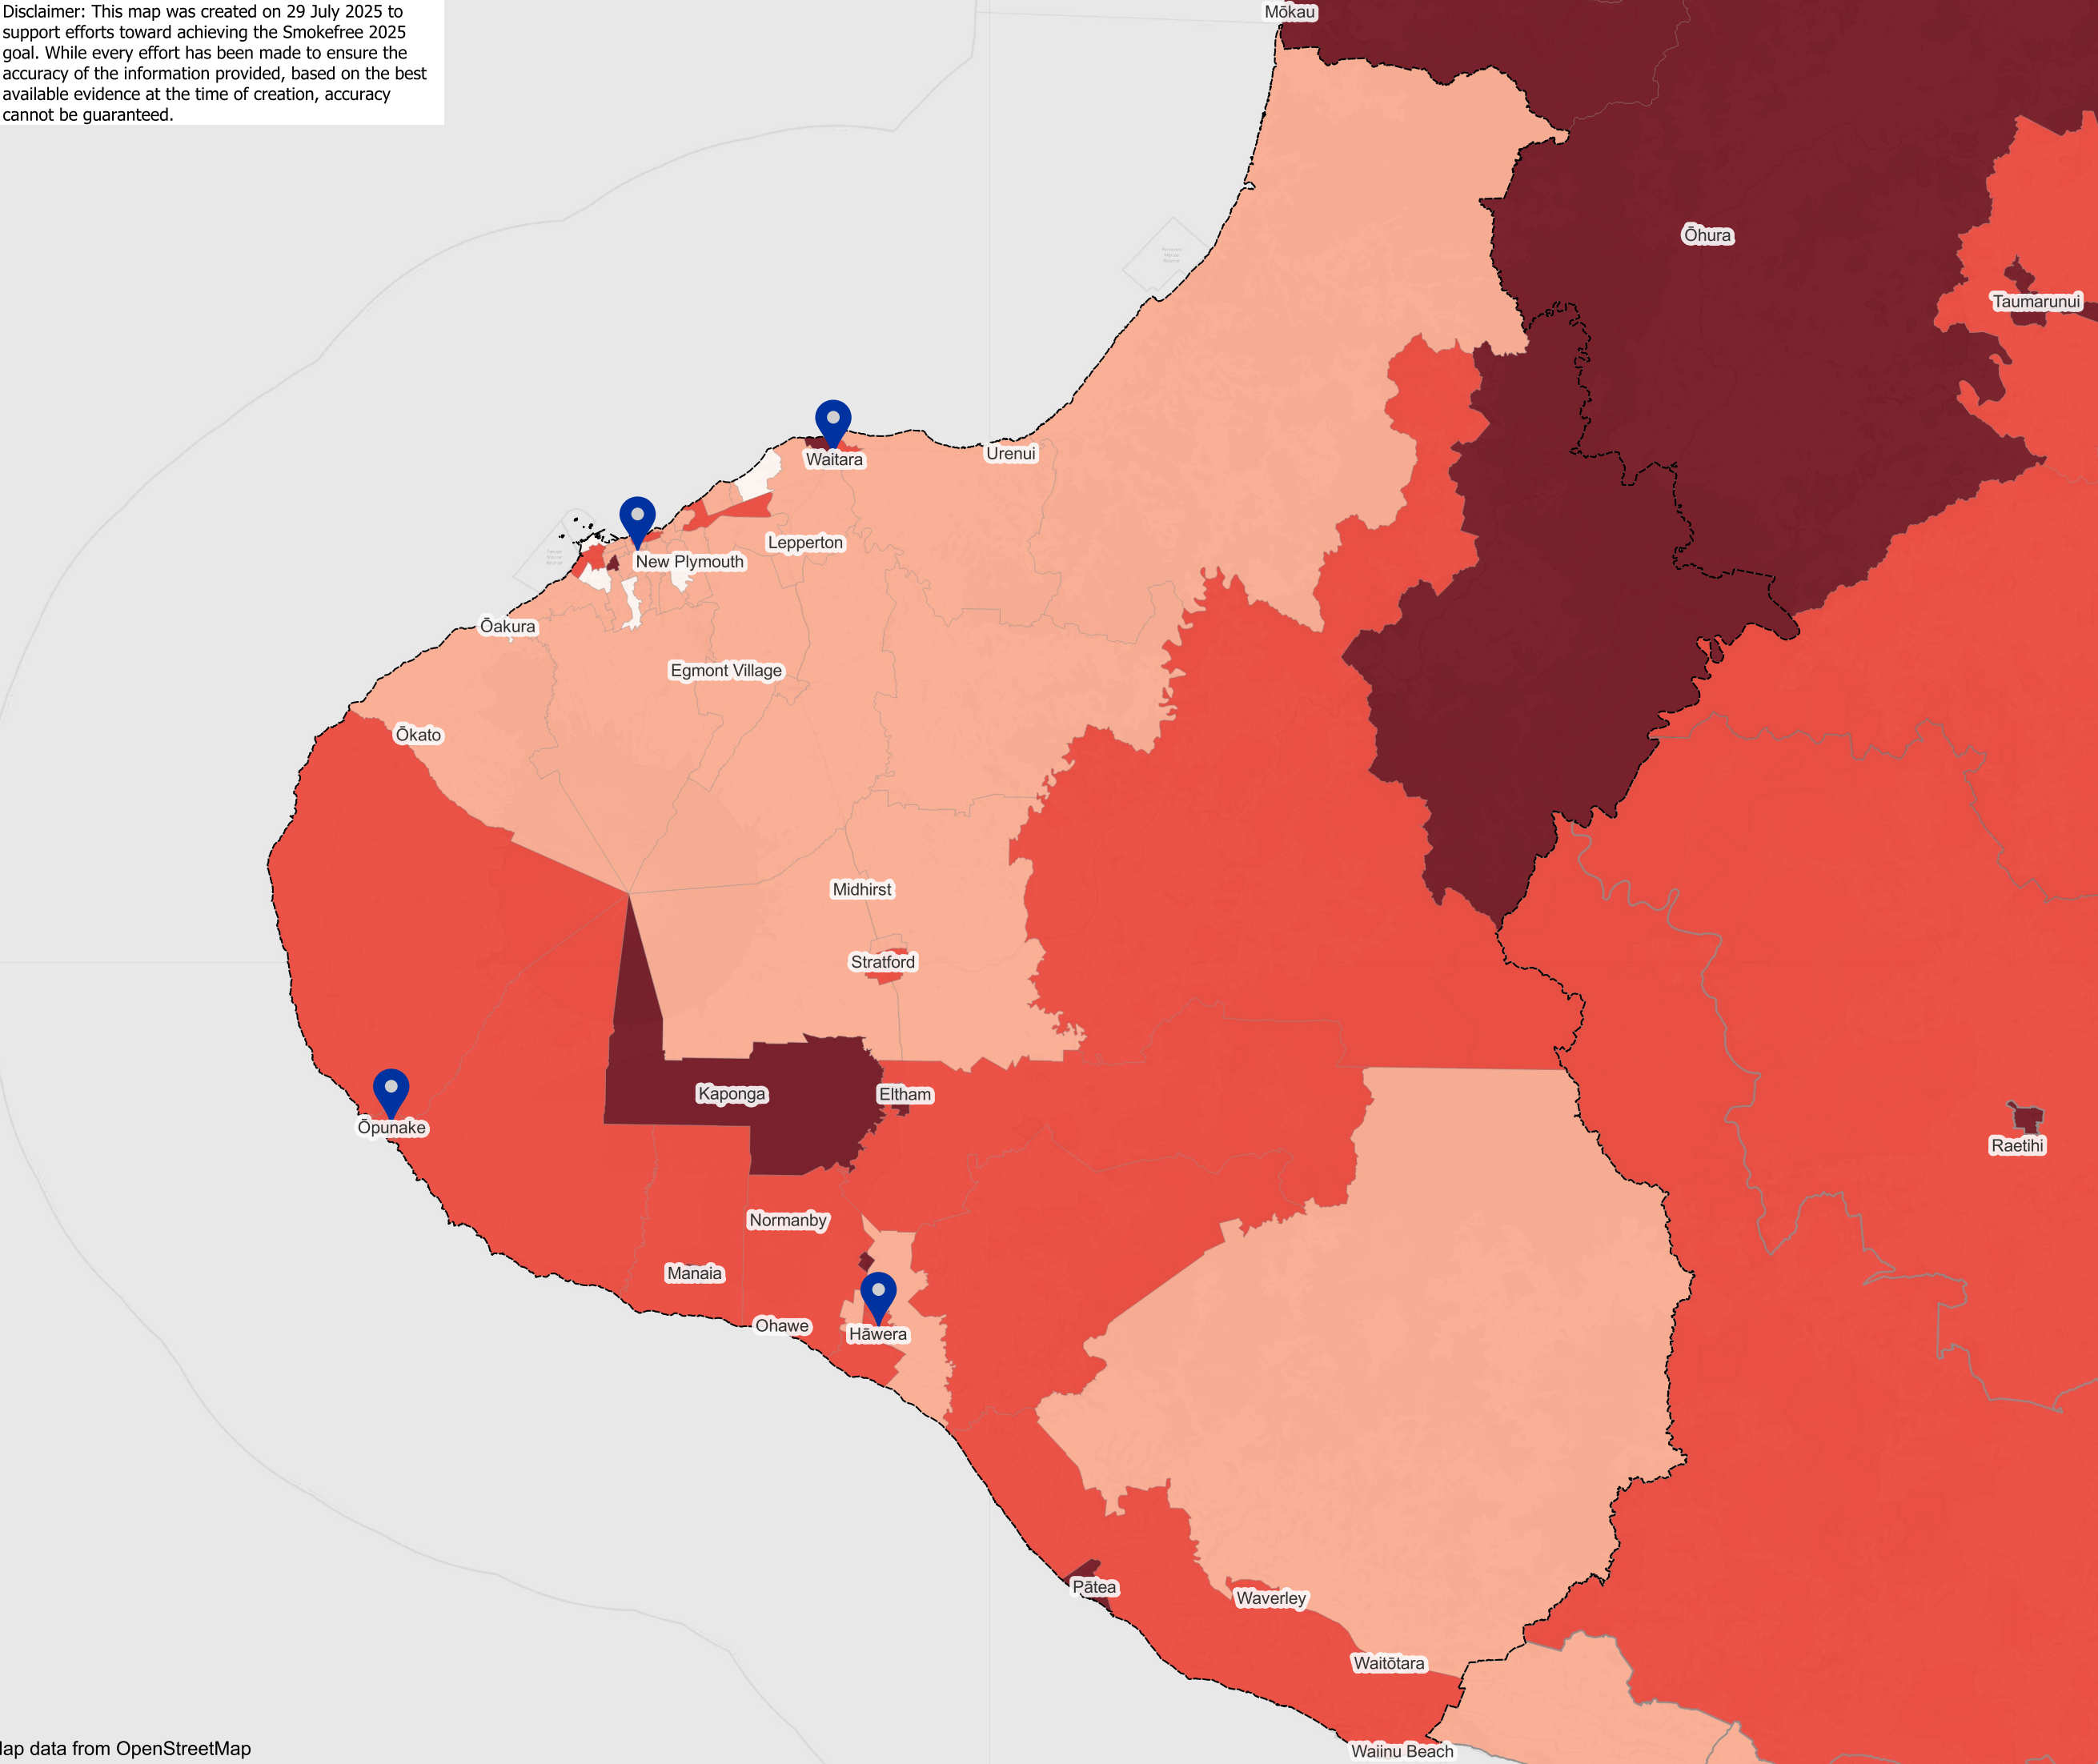 Disclaimer: This map was created on 29 July 2025 to
support efforts toward achieving the Smokefree 2025
goal. While every effort has been made to ensure the
accuracy of the information provided, based on the best
available evidence at the time of creation, accuracy
cannot be guaranteed.
Mōkau
Ōhura
Taumarunui
Waitara
Urenui
Lepperton
New Plymouth
Ōakura
Egmont Village
Ōkato
Midhirst
Stratford
Kaponga
Eltham
Ōpunake
Raetihi
Normanby
Manaia
Ohawe
Hāwera
Pātea
Waverley
Waitōtara
Waiinu Beach
data from OpenStreetMap